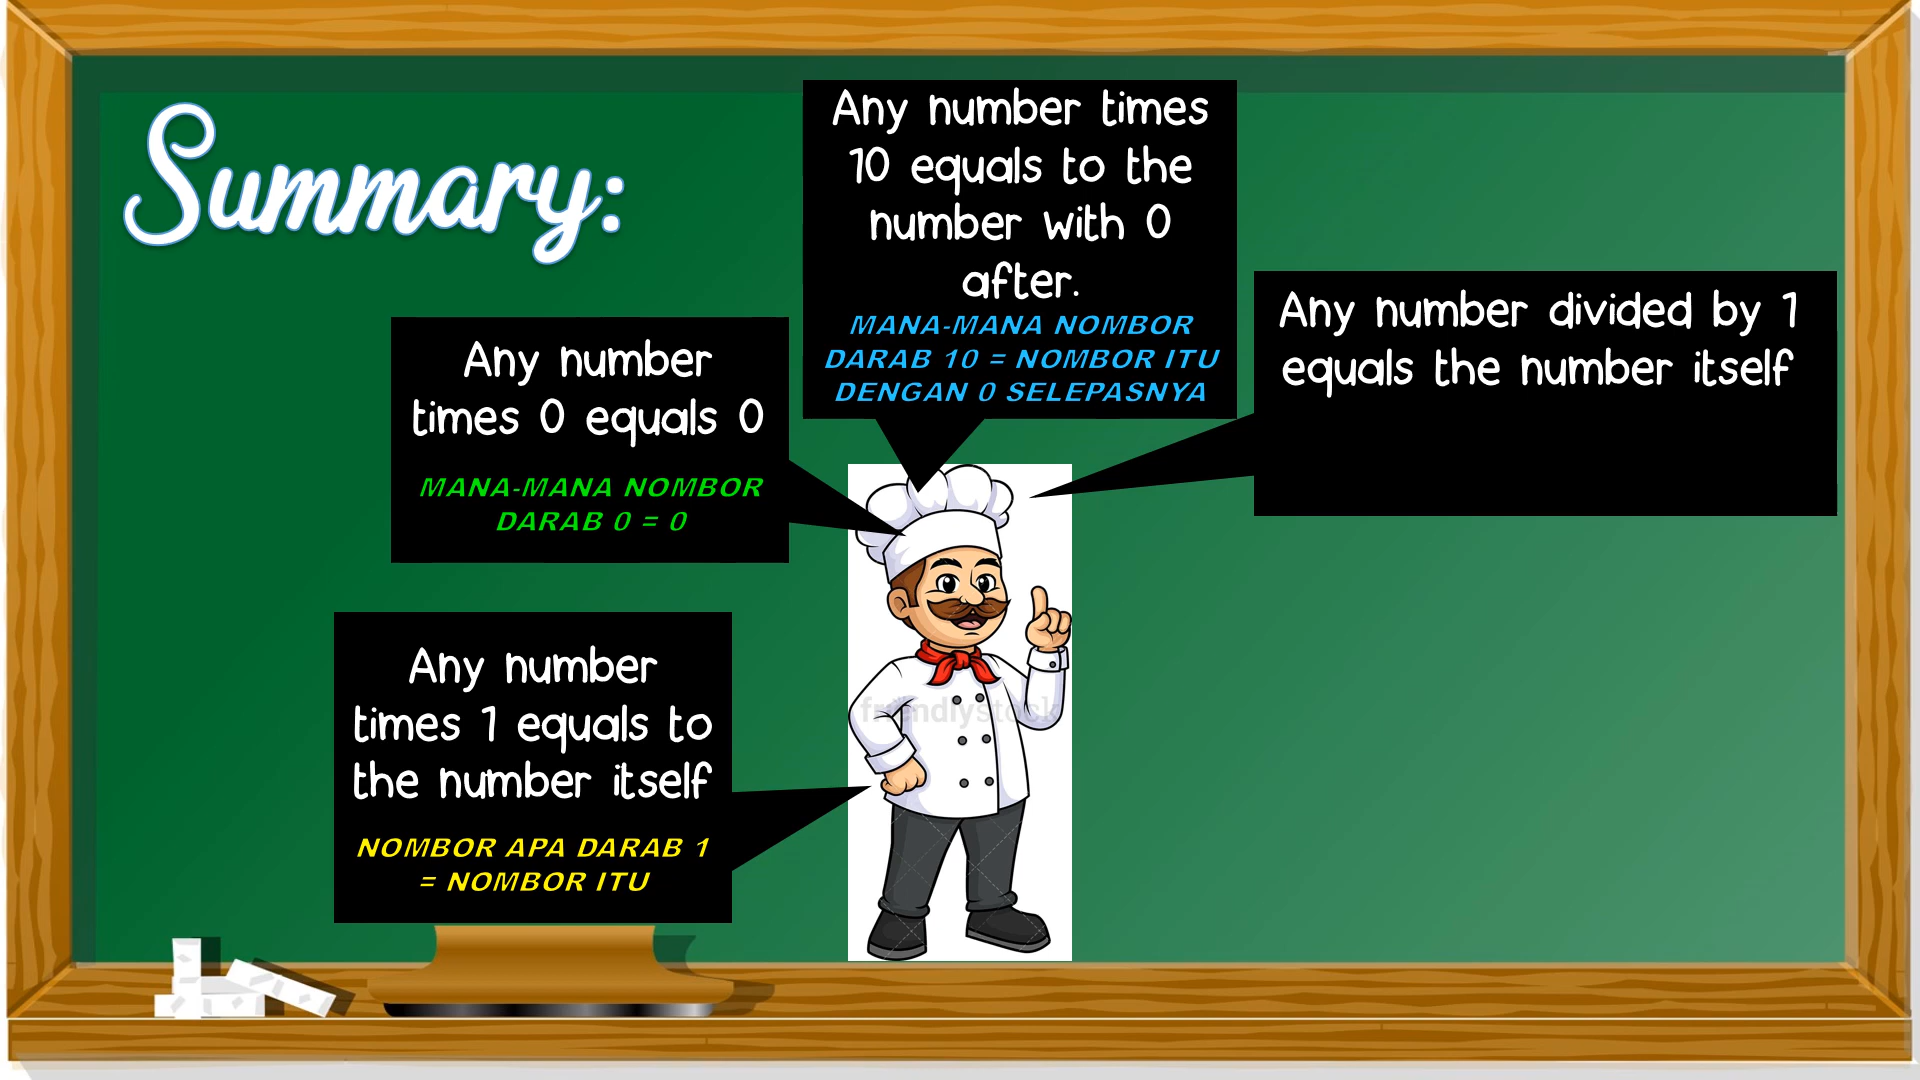 Summary:
Any number times
10 equals to the
number with 0
after.
MANA-MANA NOMBOR
DARAB 10 = NOMBOR ITU
DENGAN 0 SELEPASNYA
Any number divided by 1
equals the number itself
Any number
times 0 equals 0
MANA-MANA NOMBOR
DARAB 0 = 0
Any number
times 1 equals to
the number itself
NOMBOR APA DARAB 1
= NOMBOR ITU
friendlystock